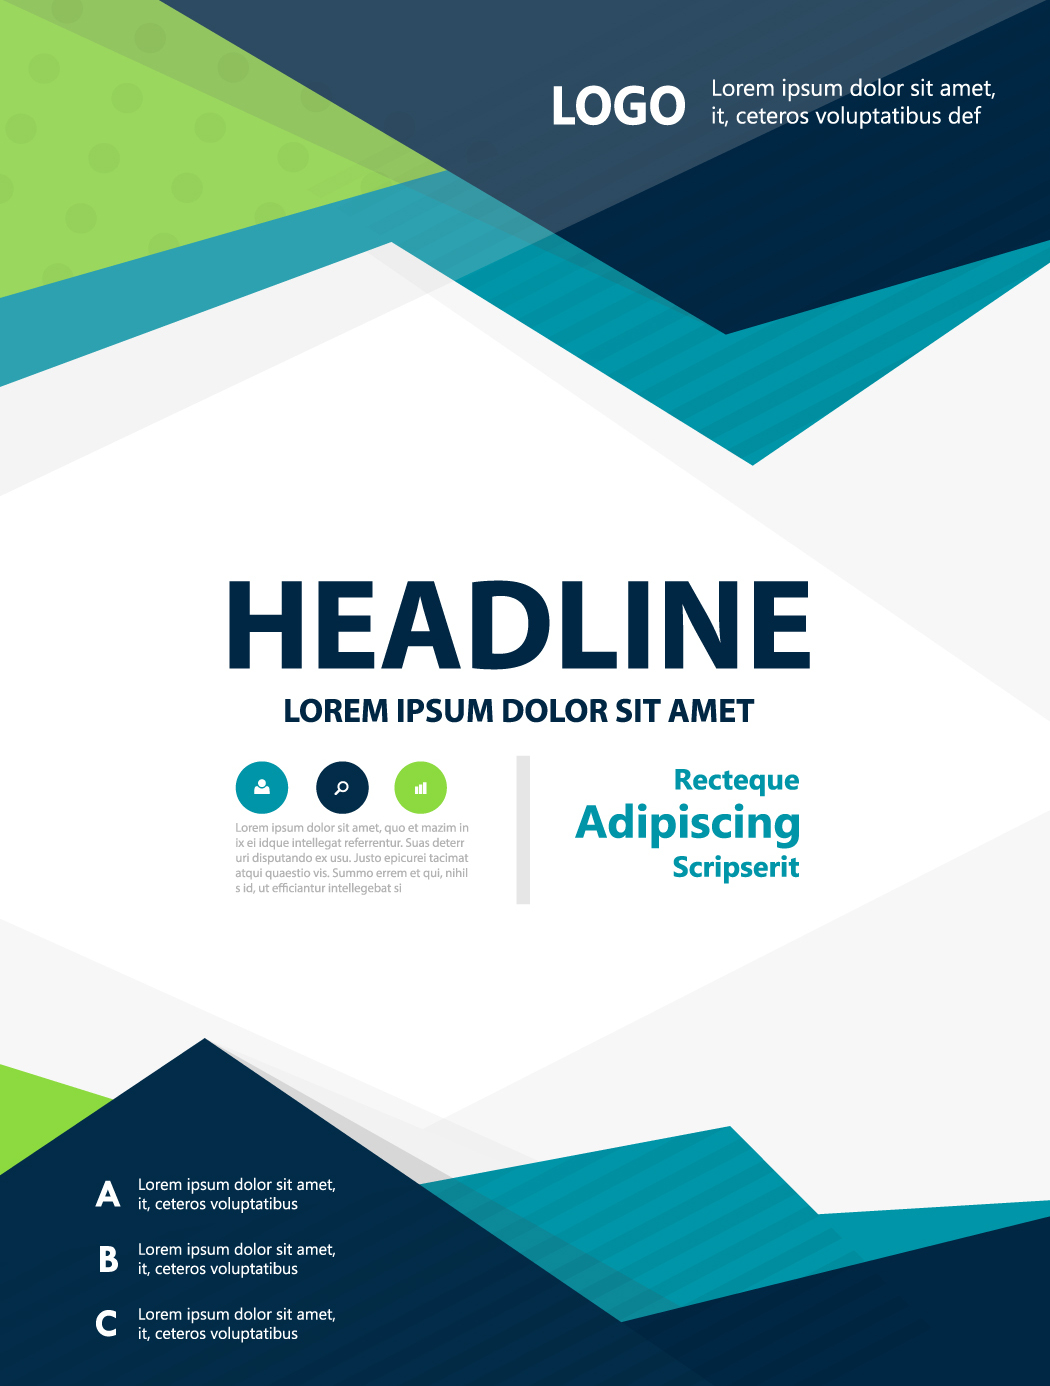 LOGO
Lorem ipsum dolor sit amet,
it, ceteros voluptatibus def
HEADLINE
LOREM IPSUM DOLOR SIT AMET
Lorem ipsum dolor sit amet, quo et mazim in
ix ei idque intellegat referrentur. Suas deterr
uri disputando ex usu. Justo epicurei tacimat
atqui quaestio vis. Summo errem et qui, nihil
s id, ut efficiantur intellegebat si
Recteque
Adipiscing
Scripserit
A
Lorem ipsum dolor sit amet,
it, ceteros voluptatibus
B
Lorem ipsum dolor sit amet,
it, ceteros voluptatibus
C
Lorem ipsum dolor sit amet,
it, ceteros voluptatibus